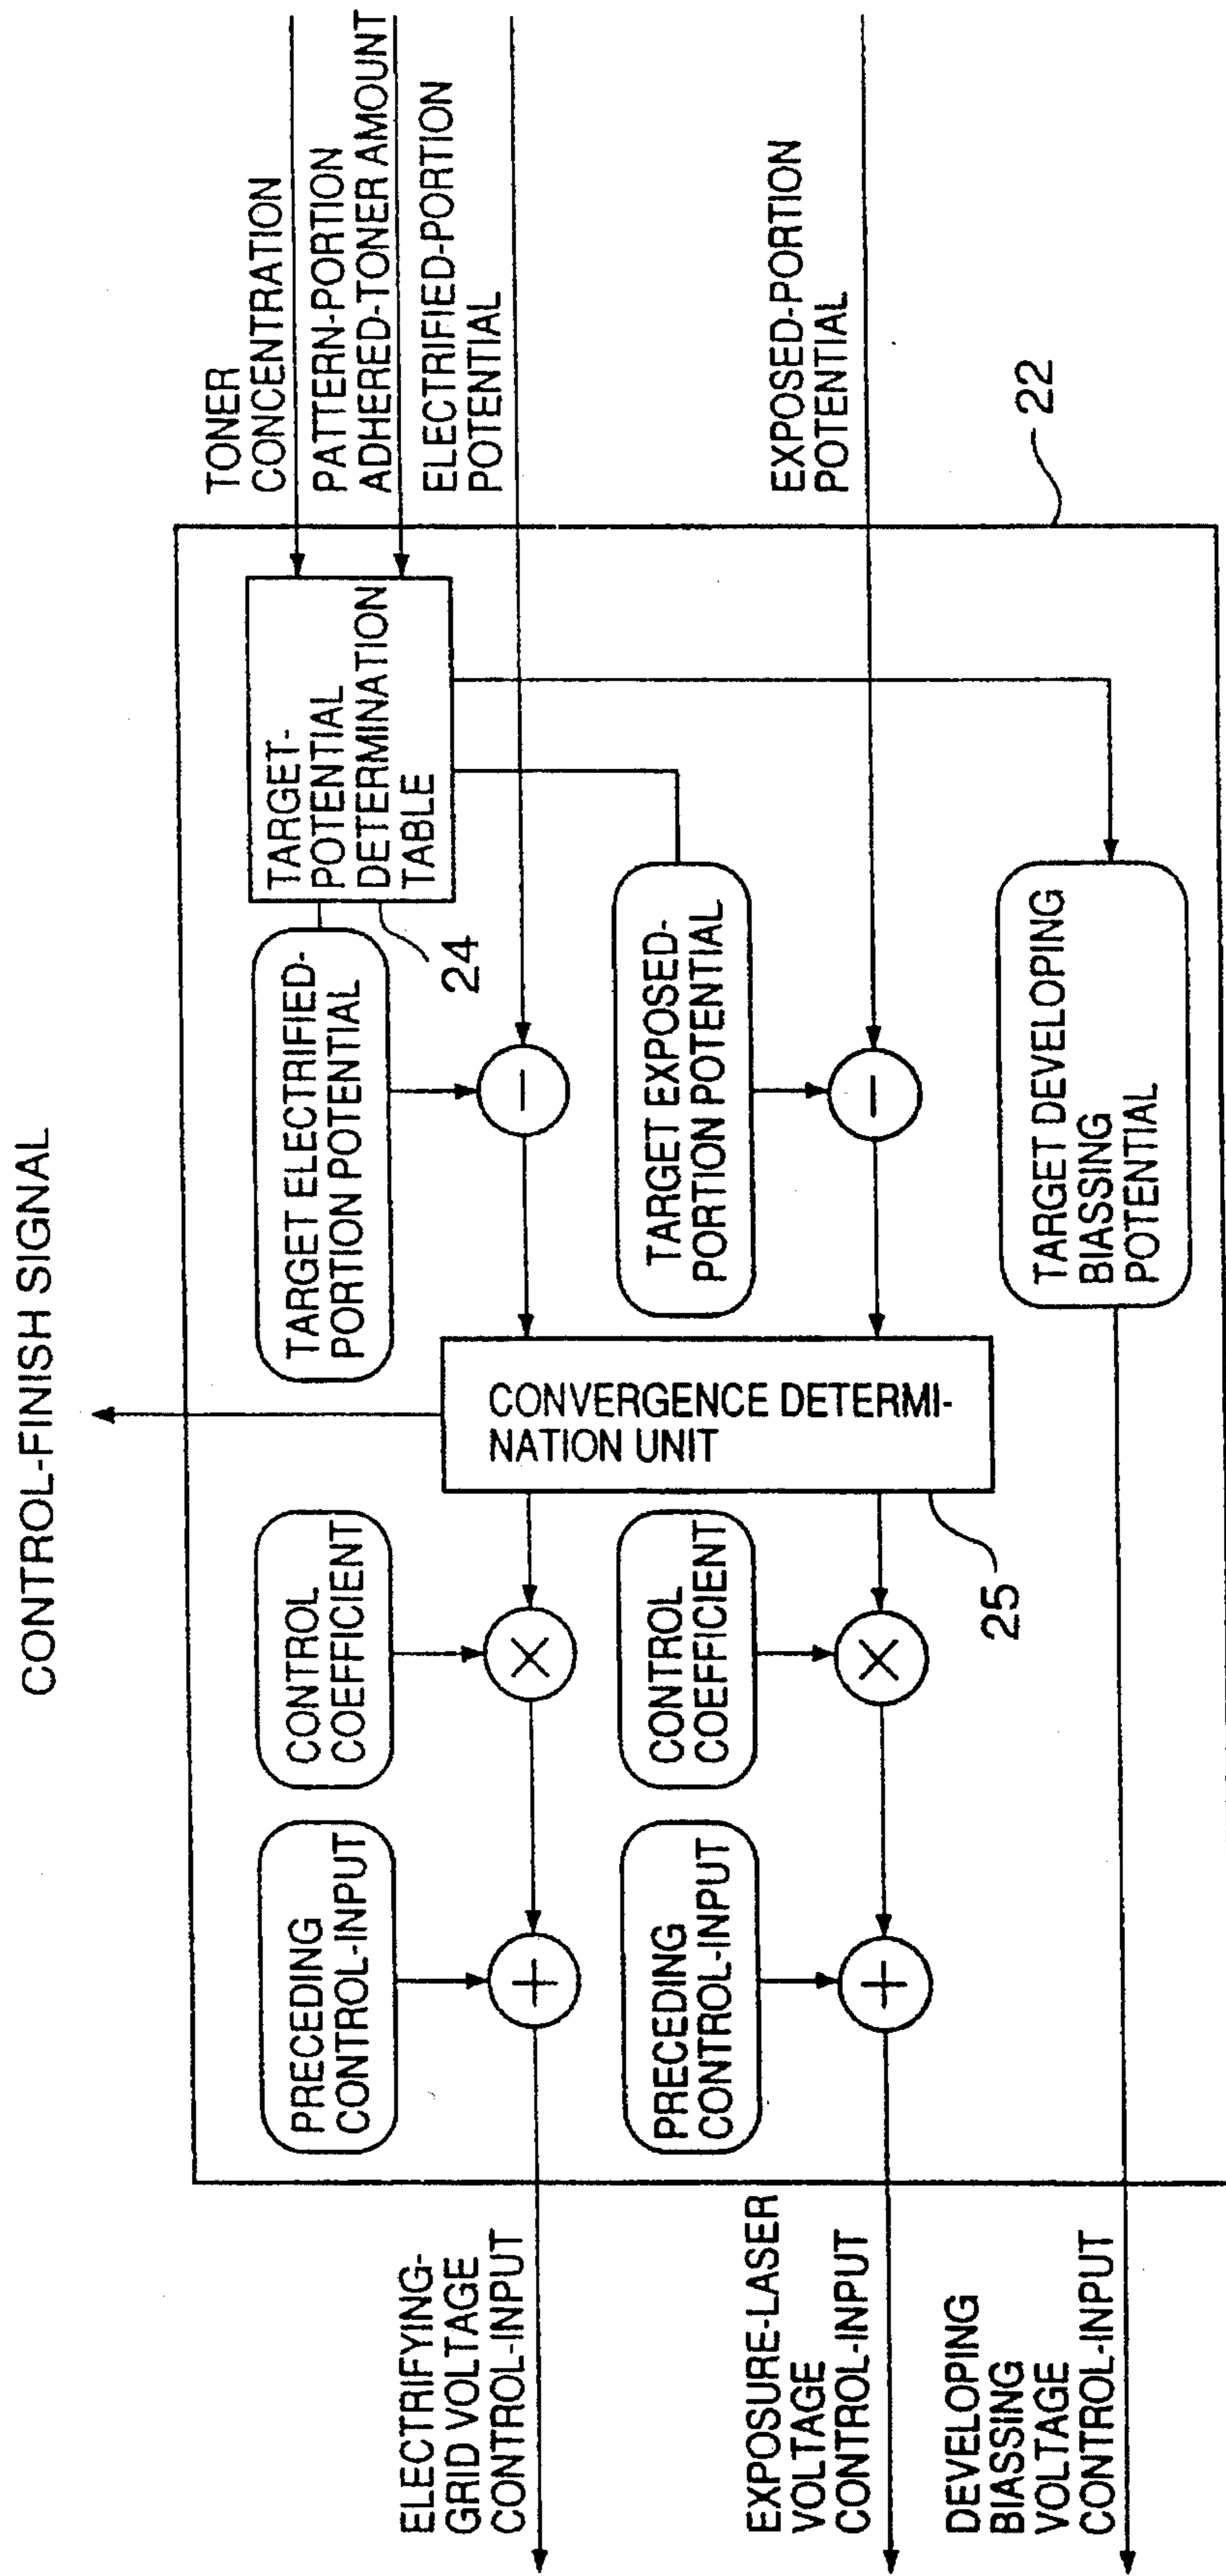 CONTROL-FINISH SIGNAL
TONER
CONCENTRATION
PATTERN-PORTION
ADHERED-TONER AMOUNT
ELECTRIFIED-PORTION
POTENTIAL
EXPOSED-PORTION
POTENTIAL
22
TARGET-
POTENTIAL
DETERMINATION
TABLE
24
TARGET ELECTRIFIED-
PORTION POTENTIAL
−
TARGET EXPOSED-
PORTION POTENTIAL
−
TARGET DEVELOPING
BIASSING
POTENTIAL
CONVERGENCE DETERMI-
NATION UNIT
25
CONTROL
COEFFICIENT
×
CONTROL
COEFFICIENT
×
PRECEDING
CONTROL-INPUT
+
PRECEDING
CONTROL-INPUT
+
ELECTRIFYING-
GRID VOLTAGE
CONTROL-INPUT
EXPOSURE-LASER
VOLTAGE
CONTROL-INPUT
DEVELOPING
BIASSING
VOLTAGE
CONTROL-INPUT